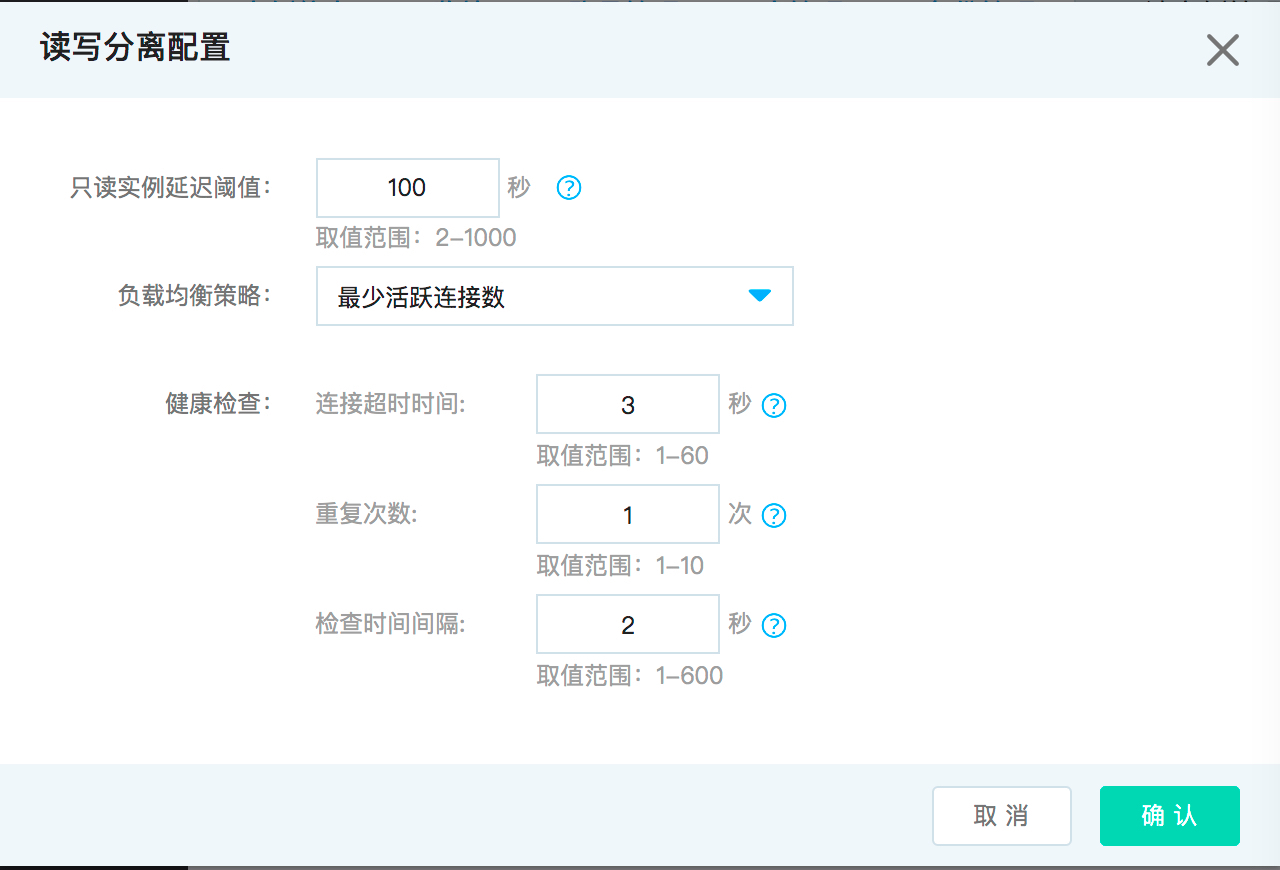 读写分离配置
只读实例延迟阈值： 100 秒 ?
取值范围：2-1000
负载均衡策略： 最少活跃连接数
健康检查： 连接超时时间: 3 秒 ?
取值范围：1-60
重复次数: 1 次 ?
取值范围：1-10
检查时间间隔: 2 秒 ?
取值范围：1-600
取 消 确 认